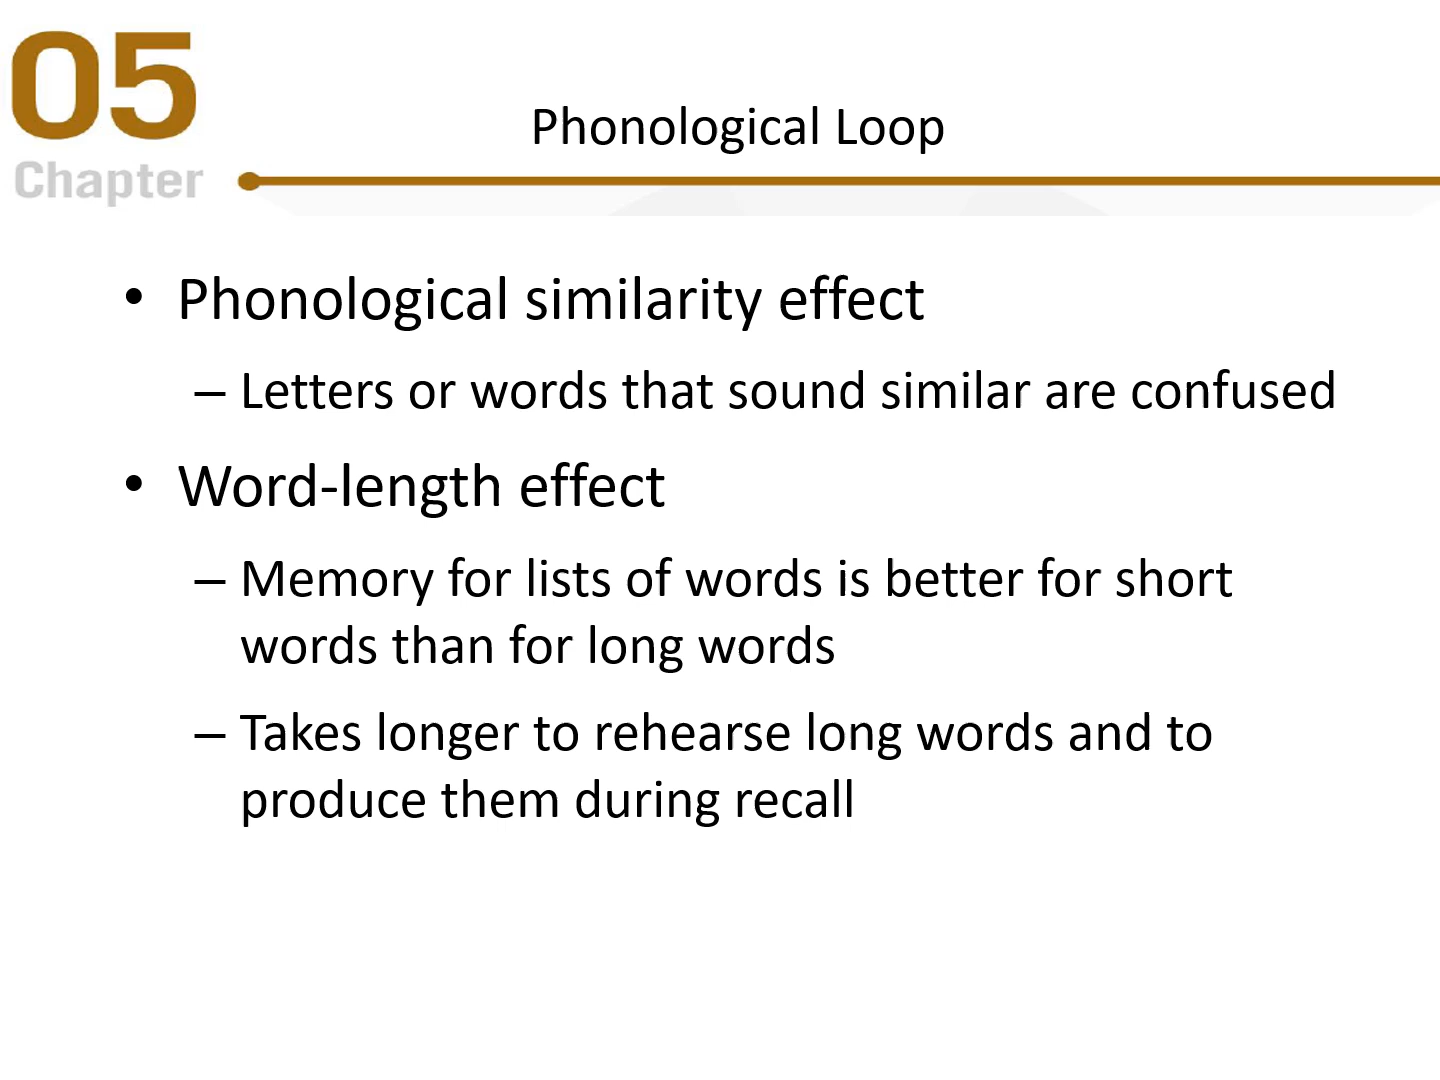 05
Chapter
Phonological Loop
• Phonological similarity effect
– Letters or words that sound similar are confused
• Word-length effect
– Memory for lists of words is better for short
words than for long words
– Takes longer to rehearse long words and to
produce them during recall